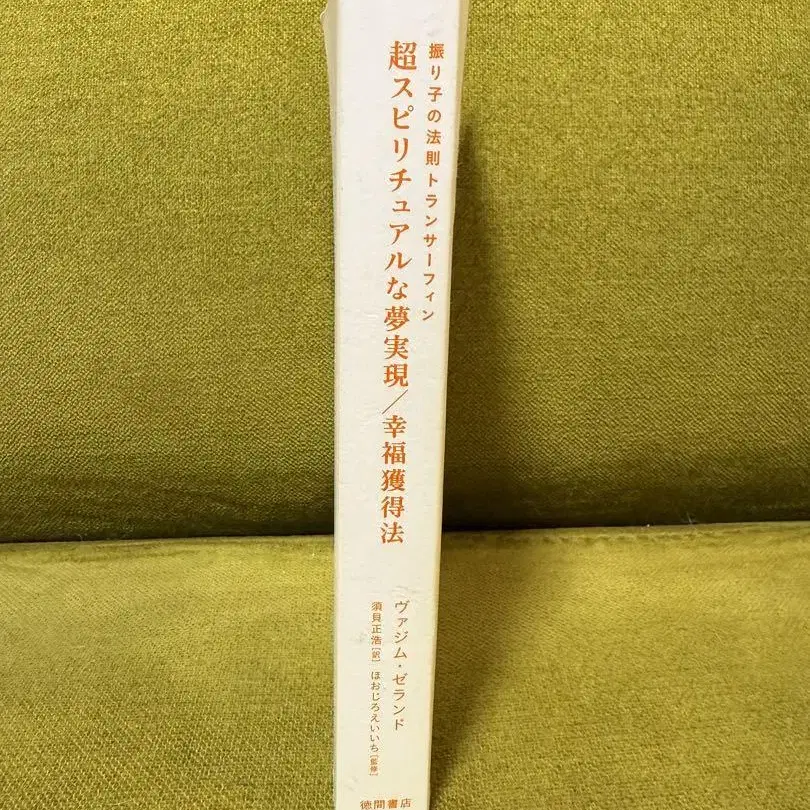 振り子の法則トランサーフィン
超スピリチュアルな夢実現/幸福獲得法
ヴァジム・ゼランド
須貝正浩[訳] ほおじろえいいち[監修]
徳間書店